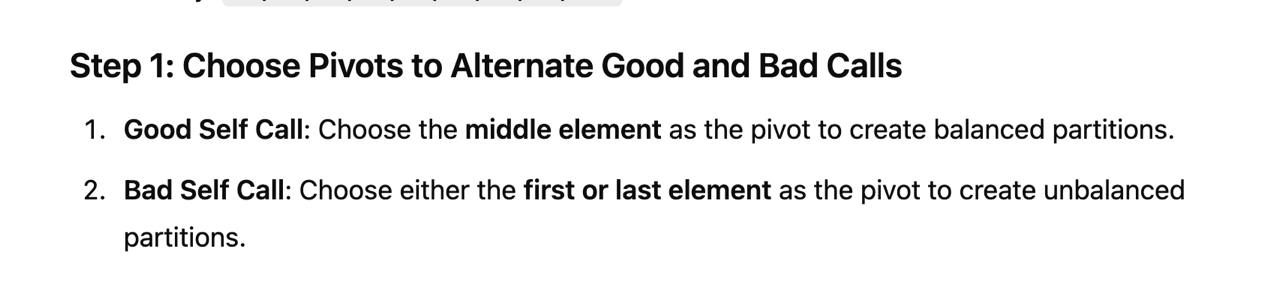 Step 1: Choose Pivots to Alternate Good and Bad Calls
1. Good Self Call: Choose the middle element as the pivot to create balanced partitions.
2. Bad Self Call: Choose either the first or last element as the pivot to create unbalanced
partitions.